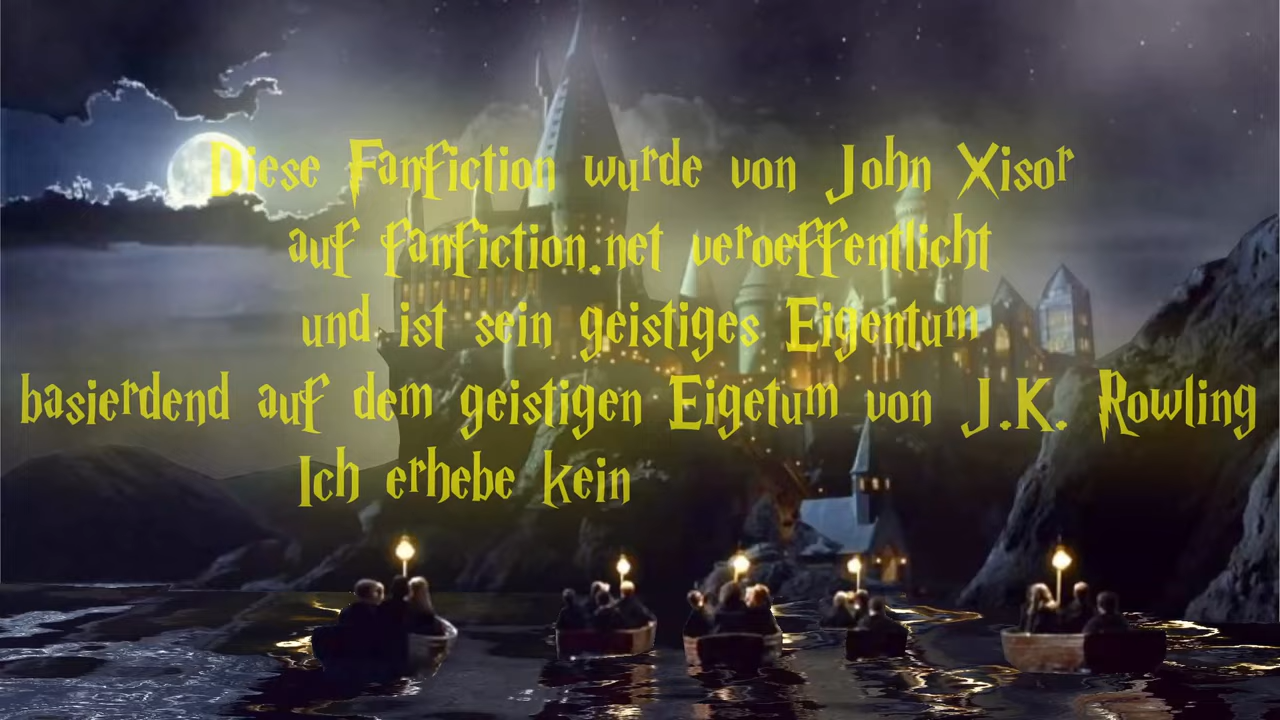 Diese Fanfiction wurde von John Xisor
auf fanfiction.net veroeffentlicht
und ist sein geistiges Eigentum
basierdend auf dem geistigen Eigetum von J.K. Rowling
Ich erhebe kein